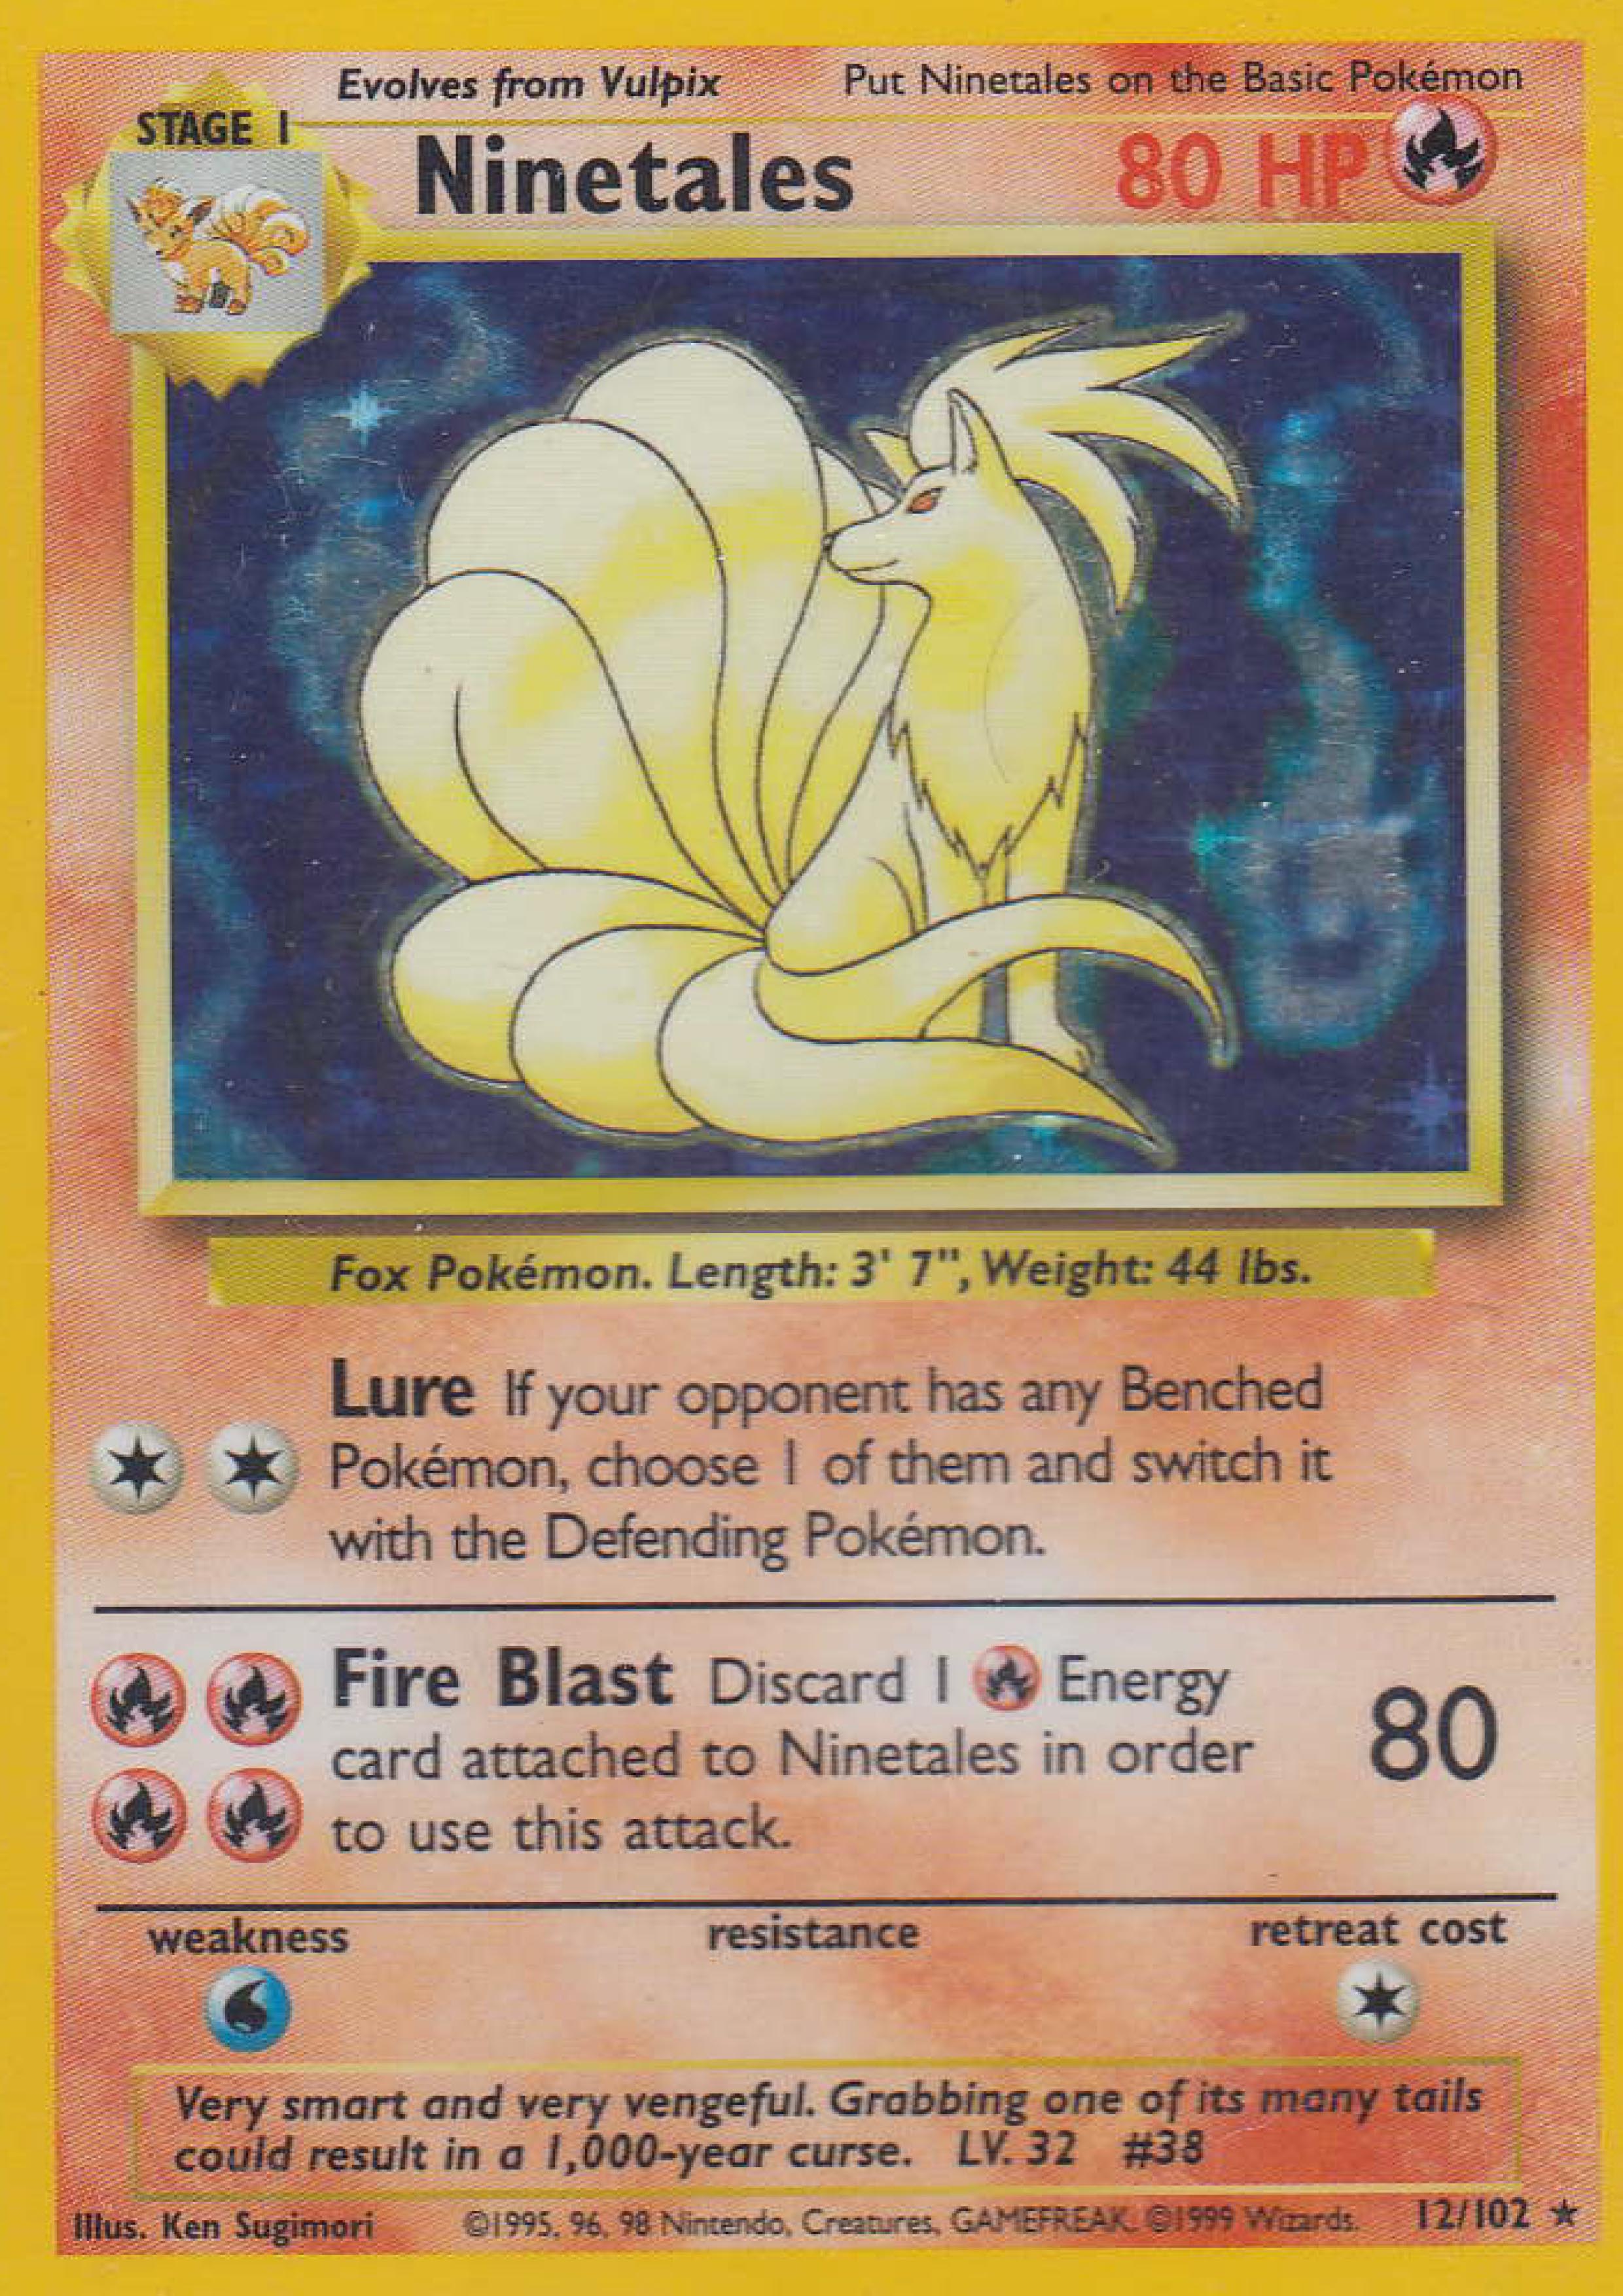 Evolves from Vulpix
Put Ninetales on the Basic Pokémon
STAGE 1
Ninetales
80 HP
Fox Pokémon. Length: 3' 7", Weight: 44 lbs.
Lure If your opponent has any Benched
Pokémon, choose 1 of them and switch it
with the Defending Pokémon.
Fire Blast Discard 1 Energy
card attached to Ninetales in order
to use this attack.
80
weakness
resistance
retreat cost
Very smart and very vengeful. Grabbing one of its many tails
could result in a 1,000-year curse. LV. 32 #38
Illus. Ken Sugimori
©1995, 96, 98 Nintendo, Creatures, GAMEFREAK. ©1999 Wizards.
12/102 ★